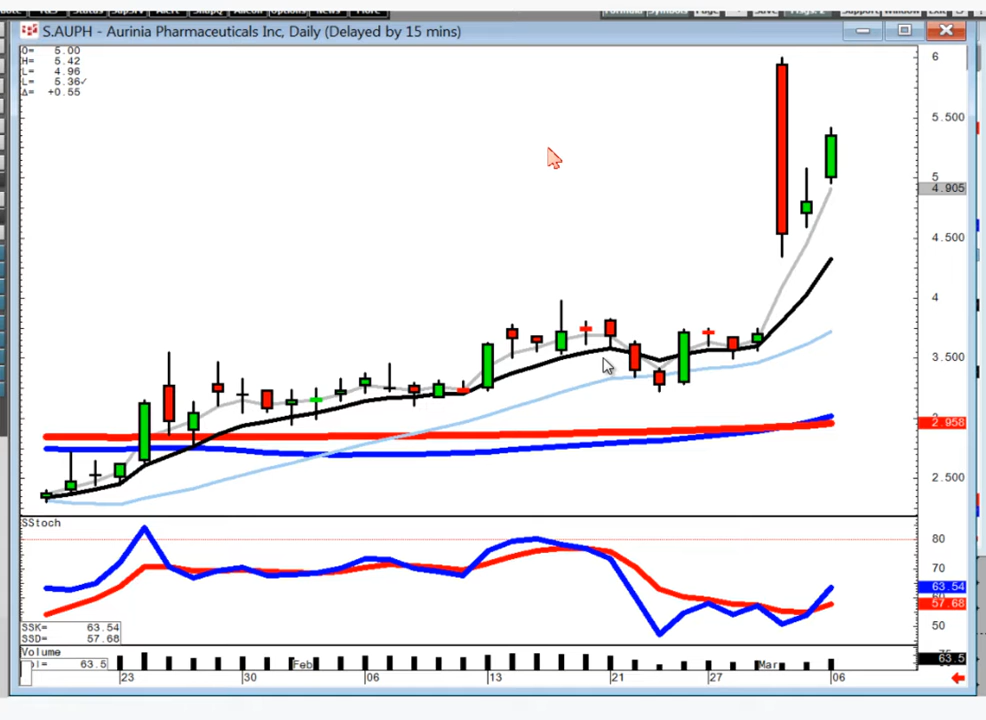 S.AUPH - Aurinia Pharmaceuticals Inc, Daily (Delayed by 15 mins)
O= 5.00
H= 5.42
L= 4.96
L= 5.36✓
Δ= +0.55
6
5.500
5
4.905
4.500
4
3.500
2.958
2.500
SStoch
80
70
63.54
57.68
50
SSK= 63.54
SSD= 57.68
Volume
63.5
63.5
Feb
Mar
23
30
06
13
21
27
06